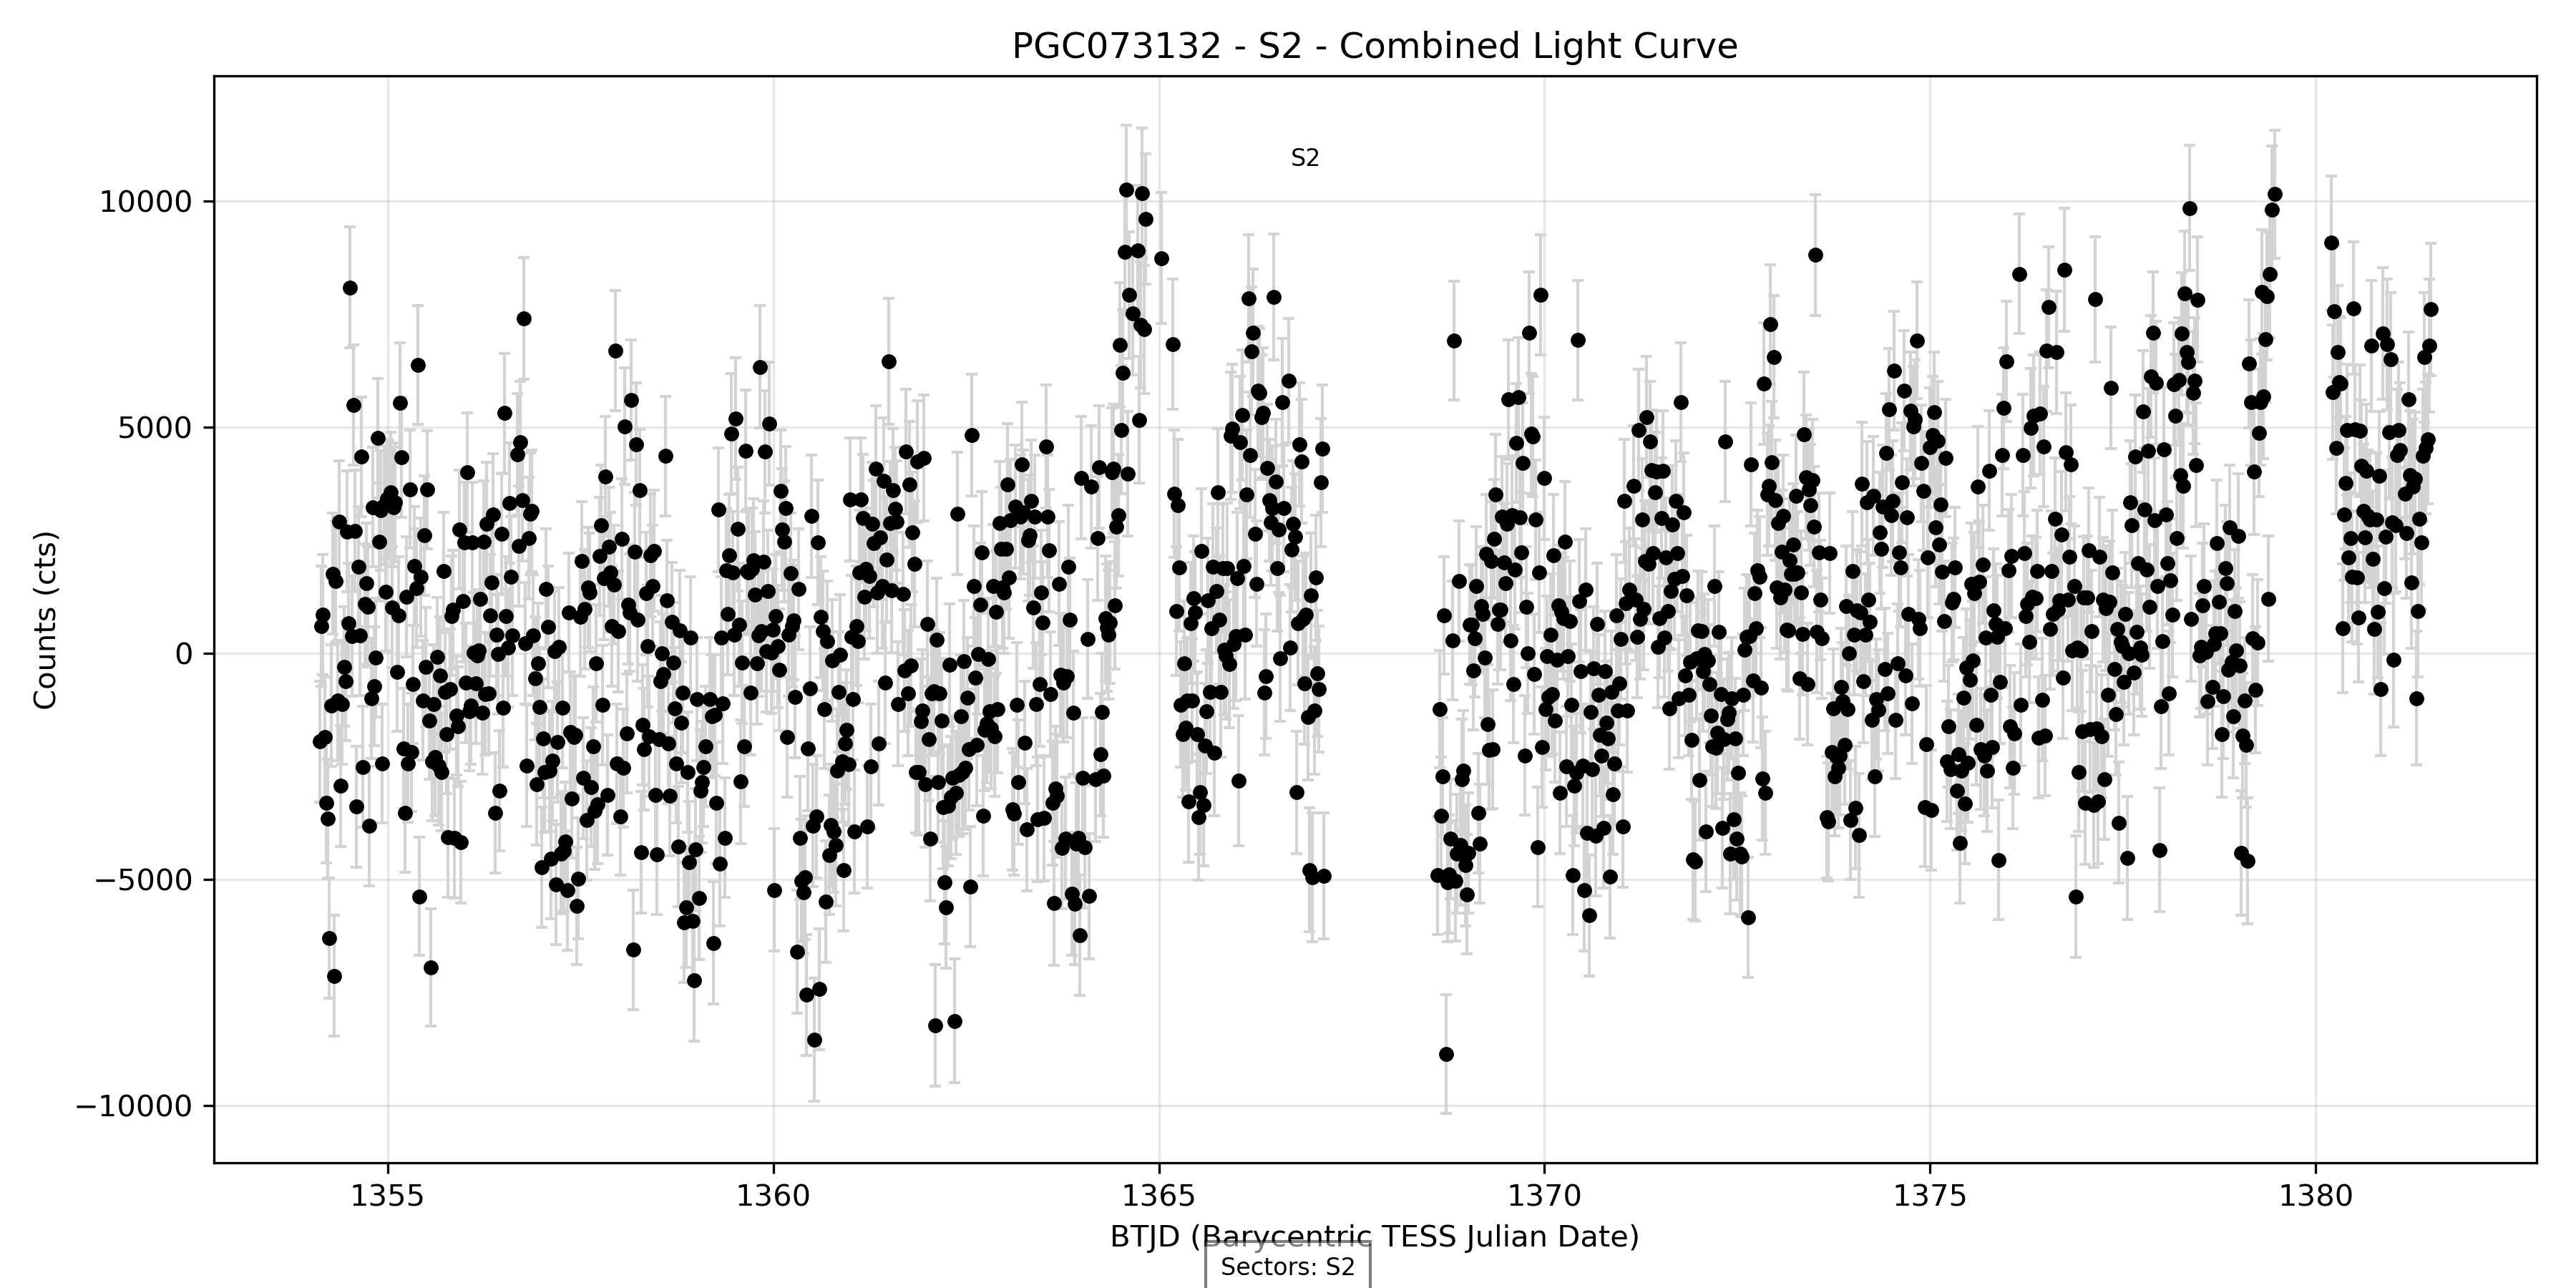 PGC073132 - S2 - Combined Light Curve
S2
Counts (cts)
10000
5000
0
−5000
−10000
1355 1360 1365 1370 1375 1380
BTJD (Barycentric TESS Julian Date)
Sectors: S2